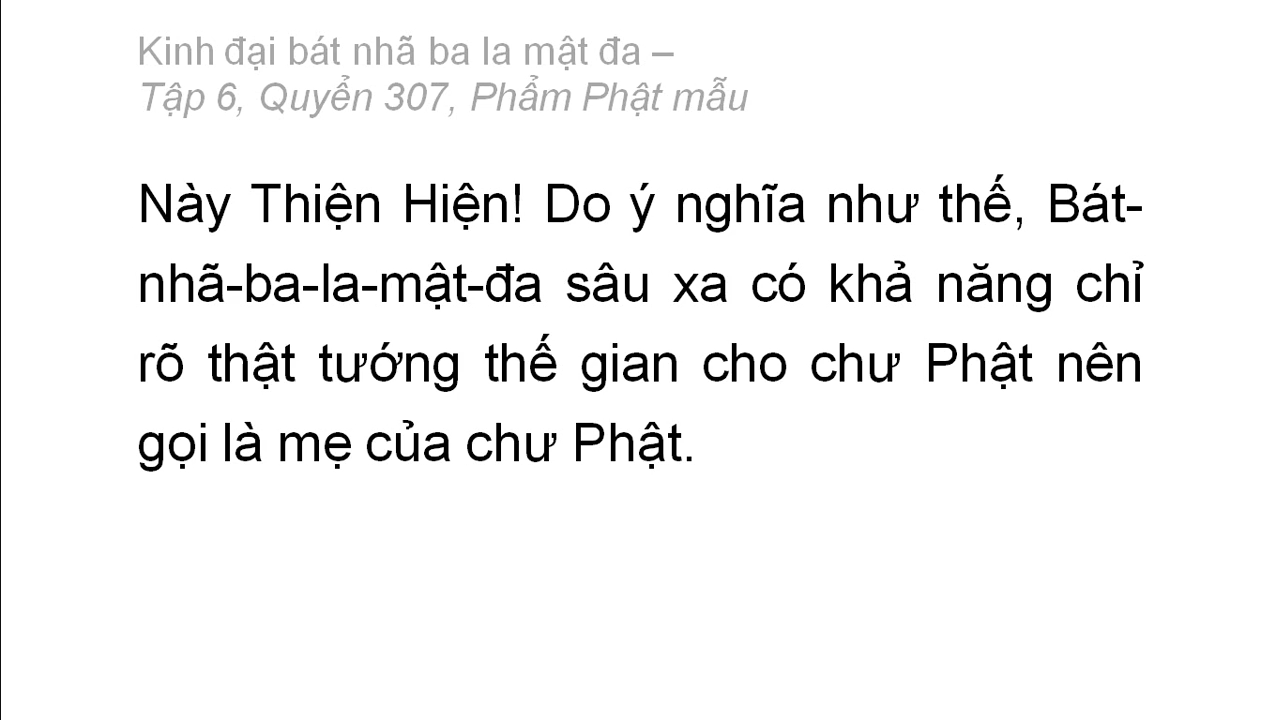 Kinh đại bát nhã ba la mật đa –
Tập 6, Quyển 307, Phẩm Phật mẫu
Này Thiện Hiện! Do ý nghĩa như thế, Bát-
nhã-ba-la-mật-đa sâu xa có khả năng chỉ
rõ thật tướng thế gian cho chư Phật nên
gọi là mẹ của chư Phật.